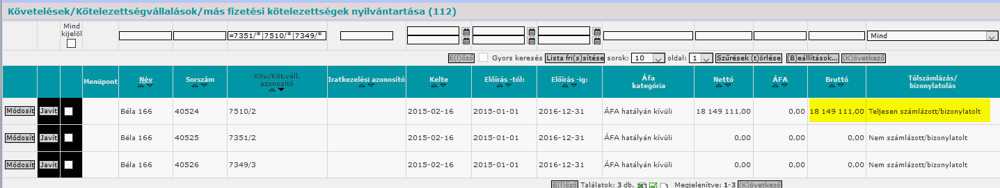 Követelések/Kötelezettségvállalások/más fizetési kötelezettségek nyilvántartása (112)
Mind
kijelöl
=7351/*|7510/*|7349/*
Mind
E(l)őző Gyors keresés Lista fri(s)sítése sorok: 10 oldal: 1 Szűrések (t)örlése (B)eállítások... (K)övetkező
Menüpont Név Sorszám Köv./Köt.váll. azonosító Iratkezelési azonosító Kelte Előírás -tól: Előírás -ig: Áfa kategória Nettó ÁFA Bruttó Túlszámlázás/ bizonylatolás
Módosít Javít Béla 166 40524 7510/2 2015-02-16 2015-01-01 2016-12-31 ÁFA hatályán kívüli 18 149 111,00 0,00 18 149 111,00 Teljesen számlázott/bizonylatolt
Módosít Javít Béla 166 40525 7351/2 2015-02-16 2015-01-01 2016-12-31 ÁFA hatályán kívüli 0,00 0,00 0,00 Nem számlázott/bizonylatolt
Módosít Javít Béla 166 40526 7349/3 2015-02-16 2015-01-01 2016-12-31 ÁFA hatályán kívüli 0,00 0,00 0,00 Nem számlázott/bizonylatolt
E(l)őző Találatok: 3 db. Megjelenítve: 1-3 (K)övetkező